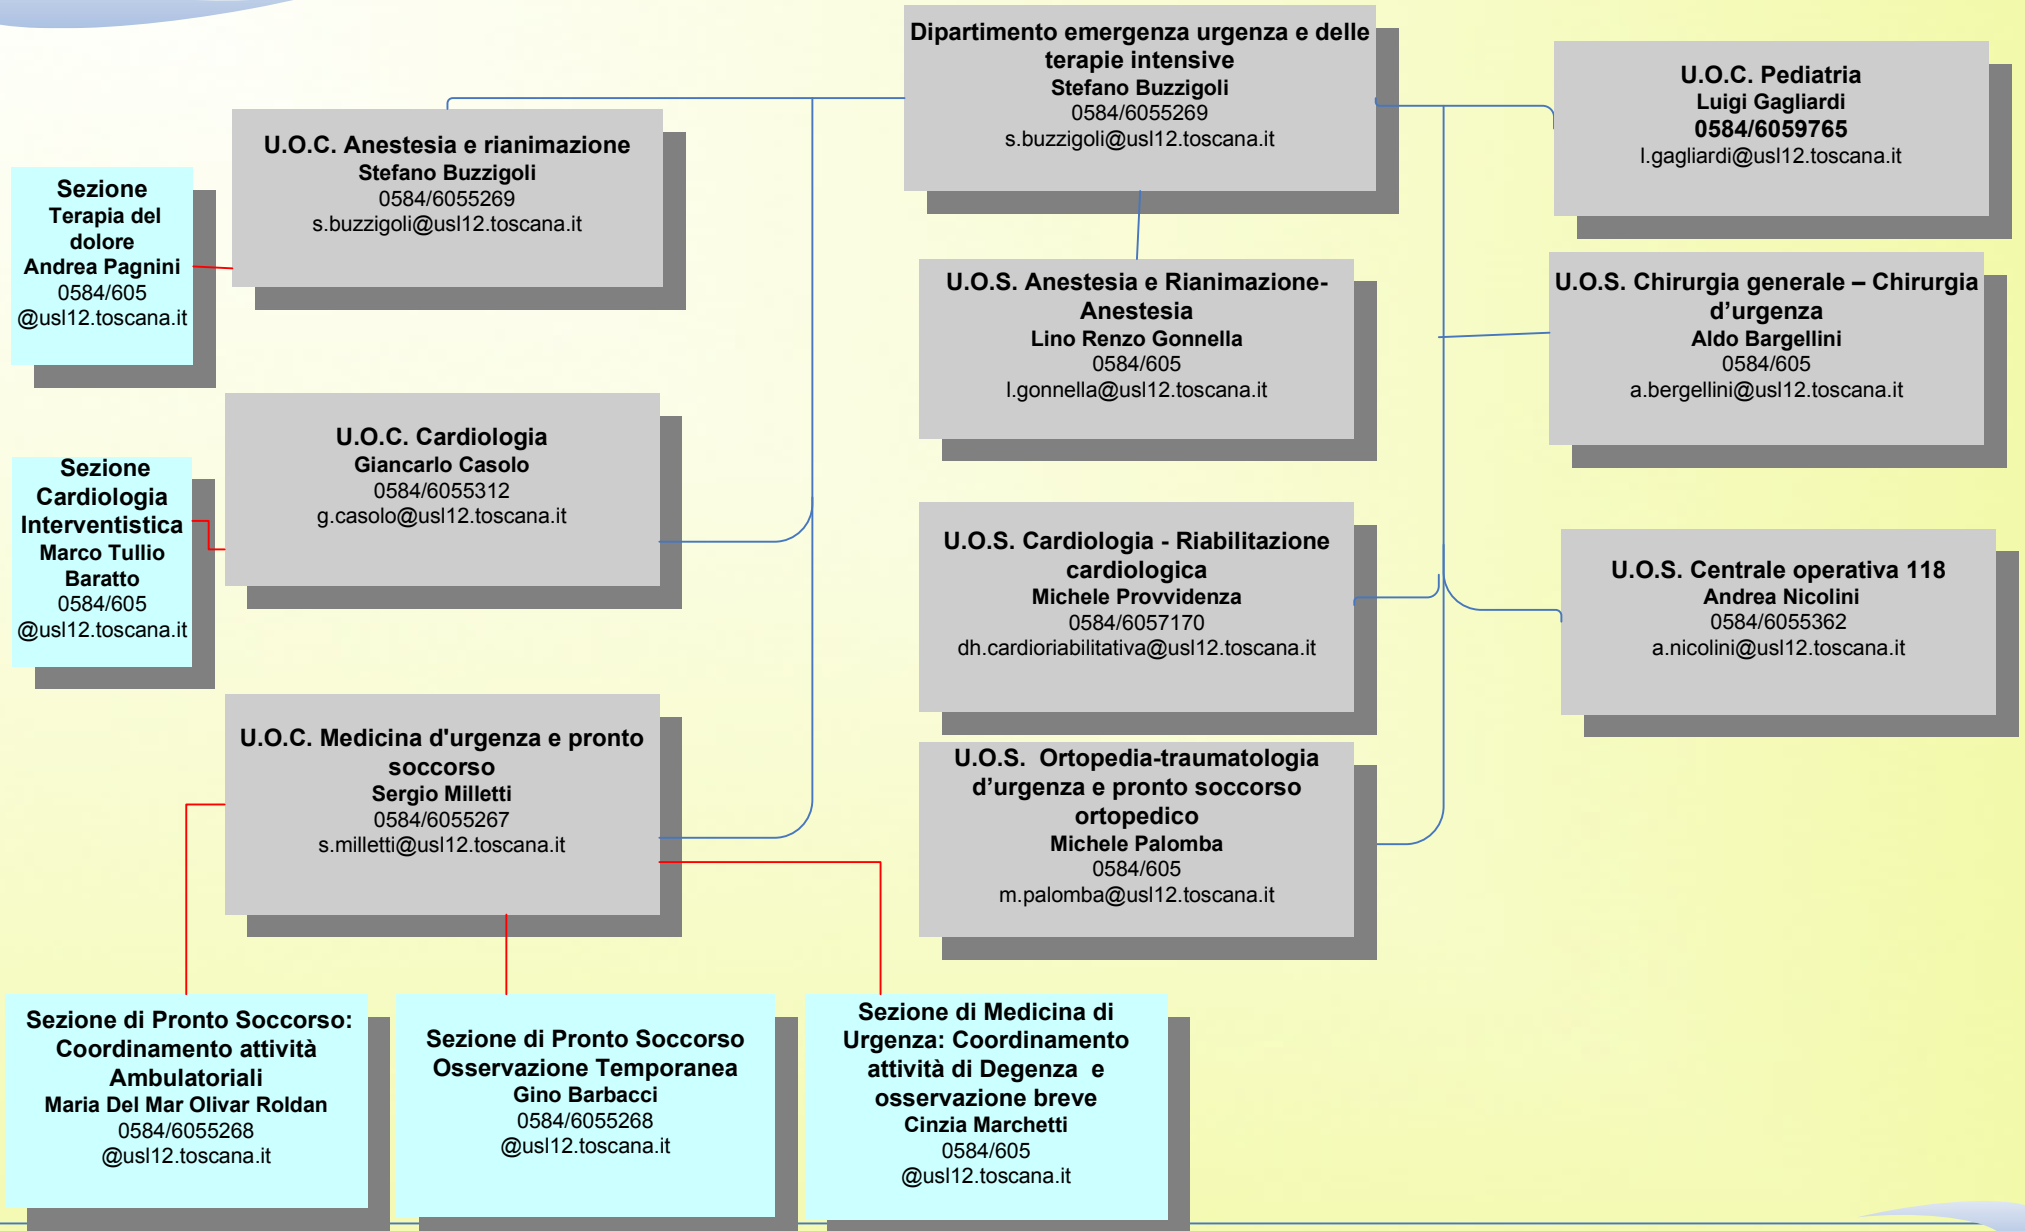 Dipartimento emergenza urgenza e delle
terapie intensive
Stefano Buzzigoli
0584/6055269
s.buzzigoli@usl12.toscana.it
U.O.C. Pediatria
Luigi Gagliardi
0584/6059765
l.gagliardi@usl12.toscana.it
U.O.C. Anestesia e rianimazione
Stefano Buzzigoli
0584/6055269
s.buzzigoli@usl12.toscana.it
Sezione
Terapia del
dolore
Andrea Pagnini
0584/605
@usl12.toscana.it
U.O.S. Anestesia e Rianimazione-
Anestesia
Lino Renzo Gonnella
0584/605
l.gonnella@usl12.toscana.it
U.O.S. Chirurgia generale – Chirurgia
d’urgenza
Aldo Bargellini
0584/605
a.bergellini@usl12.toscana.it
U.O.C. Cardiologia
Giancarlo Casolo
0584/6055312
g.casolo@usl12.toscana.it
Sezione
Cardiologia
Interventistica
Marco Tullio
Baratto
0584/605
@usl12.toscana.it
U.O.S. Cardiologia - Riabilitazione
cardiologica
Michele Provvidenza
0584/6057170
dh.cardioriabilitativa@usl12.toscana.it
U.O.S. Centrale operativa 118
Andrea Nicolini
0584/6055362
a.nicolini@usl12.toscana.it
U.O.C. Medicina d'urgenza e pronto
soccorso
Sergio Milletti
0584/6055267
s.milletti@usl12.toscana.it
U.O.S. Ortopedia-traumatologia
d’urgenza e pronto soccorso
ortopedico
Michele Palomba
0584/605
m.palomba@usl12.toscana.it
Sezione di Pronto Soccorso:
Coordinamento attività
Ambulatoriali
Maria Del Mar Olivar Roldan
0584/6055268
@usl12.toscana.it
Sezione di Pronto Soccorso
Osservazione Temporanea
Gino Barbacci
0584/6055268
@usl12.toscana.it
Sezione di Medicina di
Urgenza: Coordinamento
attività di Degenza e
osservazione breve
Cinzia Marchetti
0584/605
@usl12.toscana.it